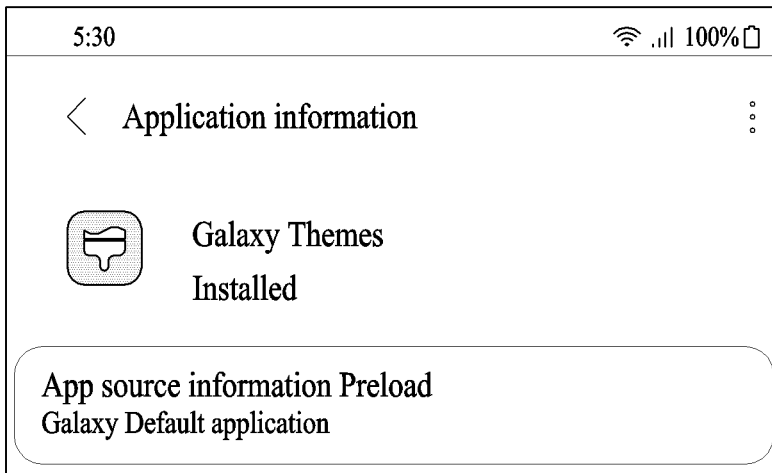 5:30 100%
Application information
Galaxy Themes
Installed
App source information Preload
Galaxy Default application